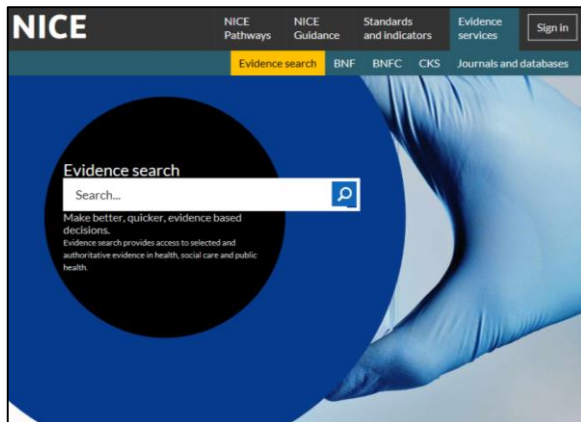 NICE
NICE Pathways
NICE Guidance
Standards and indicators
Evidence services
Sign in
Evidence search
BNF
BNFC
CKS
Journals and databases
Evidence search
Search...
Make better, quicker, evidence based
decisions.
Evidence search provides access to selected and
authoritative evidence in health, social care and public
health.